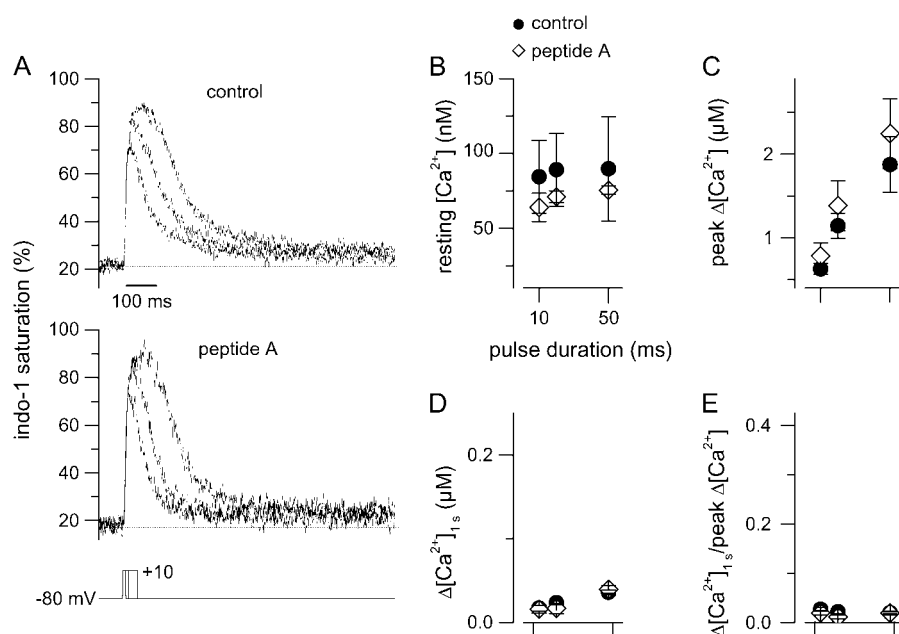 control
peptide A
A
100
control
80
60
40
20
100 ms
indo-1 saturation (%)
100
peptide A
80
60
40
20
+10
-80 mV
B
150
100
50
resting [Ca2+] (nM)
10
50
pulse duration (ms)
C
2
1
peak Δ[Ca2+] (µM)
D
0.2
0.0
Δ[Ca2+]1 s (µM)
E
0.4
0.2
0.0
Δ[Ca2+]1 s/peak Δ[Ca2+]